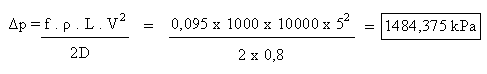 Δp = f . ρ . L . V² = 0,095 x 1000 x 10000 x 5² = 1484,375 kPa
2D 2 x 0,8